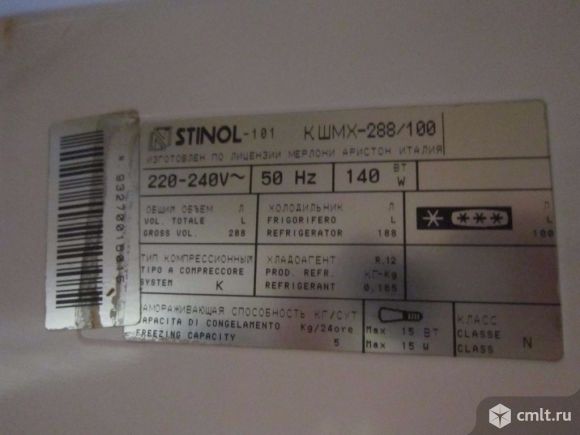 STINOL-101 КШМХ-288/100
ИЗГОТОВЛЕН ПО ЛИЦЕНЗИИ МЕРЛОНИ АРИСТОН ИТАЛИЯ
220-240V~ 50 Hz 140 ВТ W
ОБЩИЙ ОБЪЕМ Л
VOL. TOTALE L
GROSS VOL. 288
ХОЛОДИЛЬНИК Л
FRIGORIFERO L
REFRIGERATOR 188
Л
L
100
ТИП КОМПРЕССИОННЫЙ
TIPO A COMPRECCORE
SYSTEM K
ХЛАДОАГЕНТ R.12
PROD. REFR. КГ-Kg
REFRIGERANT 0,165
ЗАМОРАЖИВАЮЩАЯ СПОСОБНОСТЬ КГ/СУТ
CAPACITA DI CONGELAMENTO Kg/24ore
FREEZING CAPACITY 5
Max 15 ВТ
Max 15 W
КЛАСС
CLASSE
CLASS N
cmlt.ru